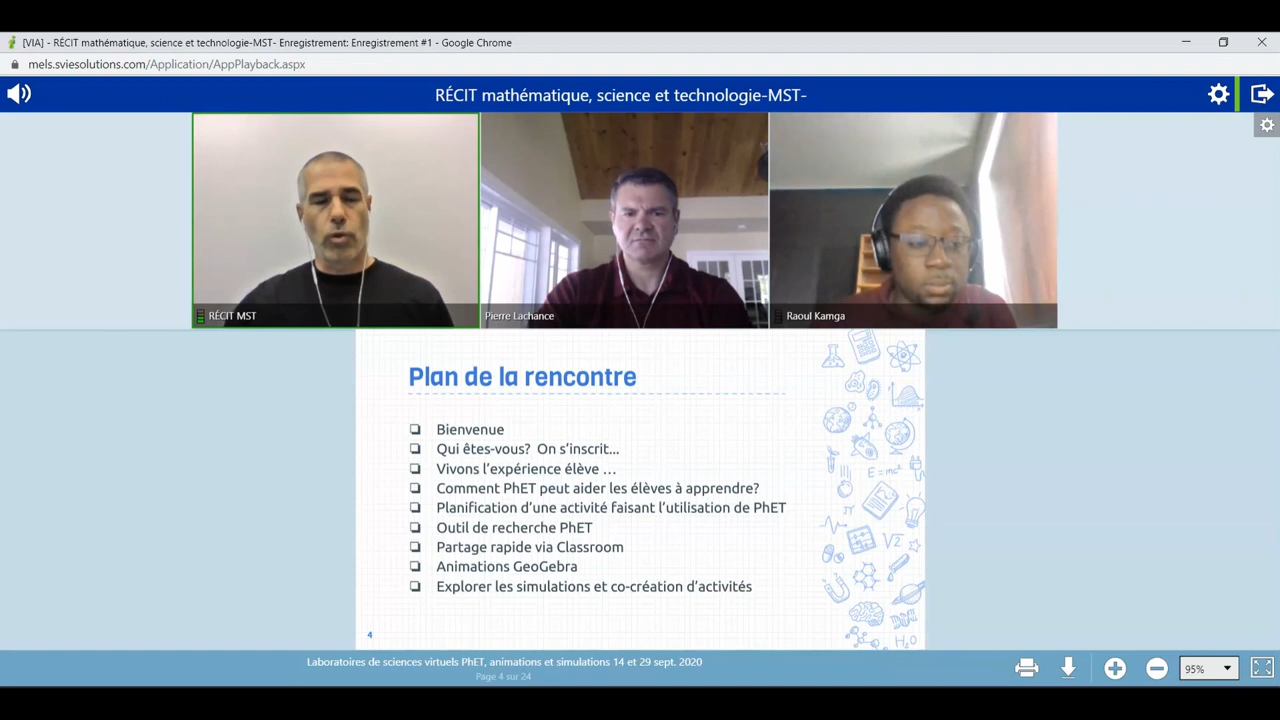 [VIA] - RÉCIT mathématique, science et technologie-MST- Enregistrement: Enregistrement #1 - Google Chrome
mels.sviesolutions.com/Application/AppPlayback.aspx
RÉCIT mathématique, science et technologie-MST-
RÉCIT MST
Pierre Lachance
Raoul Kamga
Plan de la rencontre
❏ Bienvenue
❏ Qui êtes-vous? On s’inscrit...
❏ Vivons l’expérience élève …
❏ Comment PhET peut aider les élèves à apprendre?
❏ Planification d’une activité faisant l’utilisation de PhET
❏ Outil de recherche PhET
❏ Partage rapide via Classroom
❏ Animations GeoGebra
❏ Explorer les simulations et co-création d’activités
E=mc²
π
√2
H₂O
4
Laboratoires de sciences virtuels PhET, animations et simulations 14 et 29 sept. 2020
Page 4 sur 24
95%